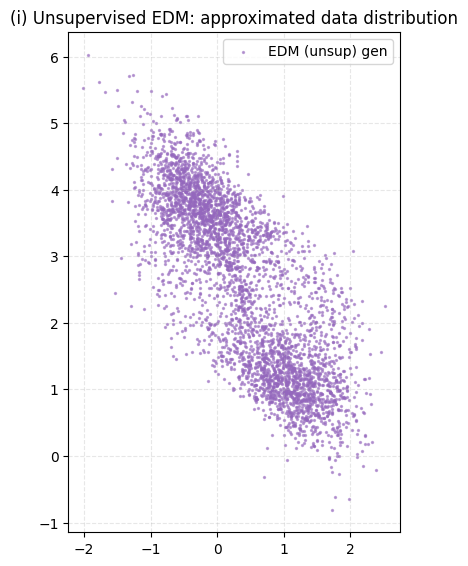 (i) Unsupervised EDM: approximated data distribution
EDM (unsup) gen
6
5
4
3
2
1
0
−1
−2 −1 0 1 2